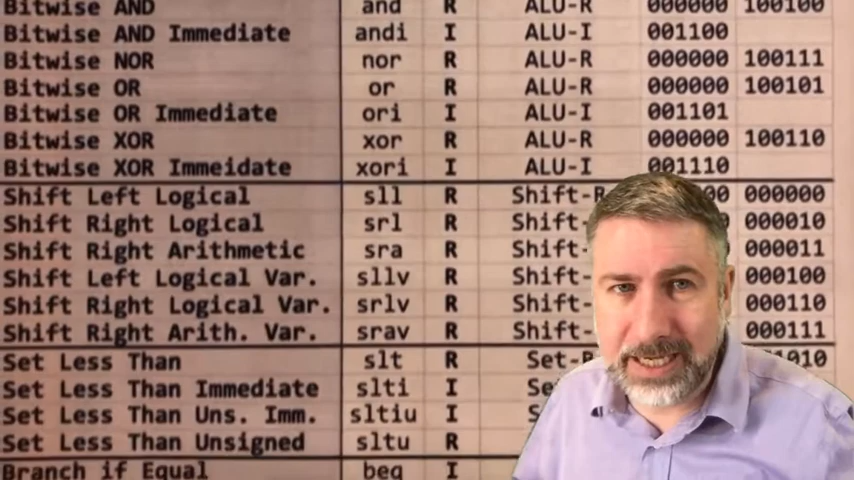 Bitwise AND and R ALU-R 000000 100100
Bitwise AND Immediate andi I ALU-I 001100
Bitwise NOR nor R ALU-R 000000 100111
Bitwise OR or R ALU-R 000000 100101
Bitwise OR Immediate ori I ALU-I 001101
Bitwise XOR xor R ALU-R 000000 100110
Bitwise XOR Immeidate xori I ALU-I 001110
Shift Left Logical sll R Shift-R 000000
Shift Right Logical srl R Shift- 000010
Shift Right Arithmetic sra R Shift- 000011
Shift Left Logical Var. sllv R Shift- 000100
Shift Right Logical Var. srlv R Shift- 000110
Shift Right Arith. Var. srav R Shift- 000111
Set Less Than slt R Set-R 1010
Set Less Than Immediate slti I Se
Set Less Than Uns. Imm. sltiu I S
Set Less Than Unsigned sltu R
Branch if Equal beq I